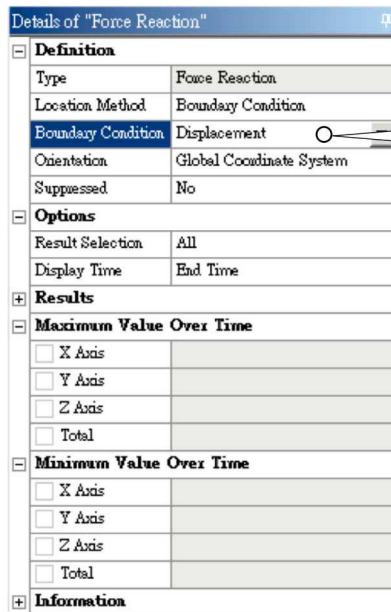 Details of "Force Reaction"
Definition
Type Force Reaction
Location Method Boundary Condition
Boundary Condition Displacement
Orientation Global Coordinate System
Suppressed No
Options
Result Selection All
Display Time End Time
Results
Maximum Value Over Time
X Axis
Y Axis
Z Axis
Total
Minimum Value Over Time
X Axis
Y Axis
Z Axis
Total
Information